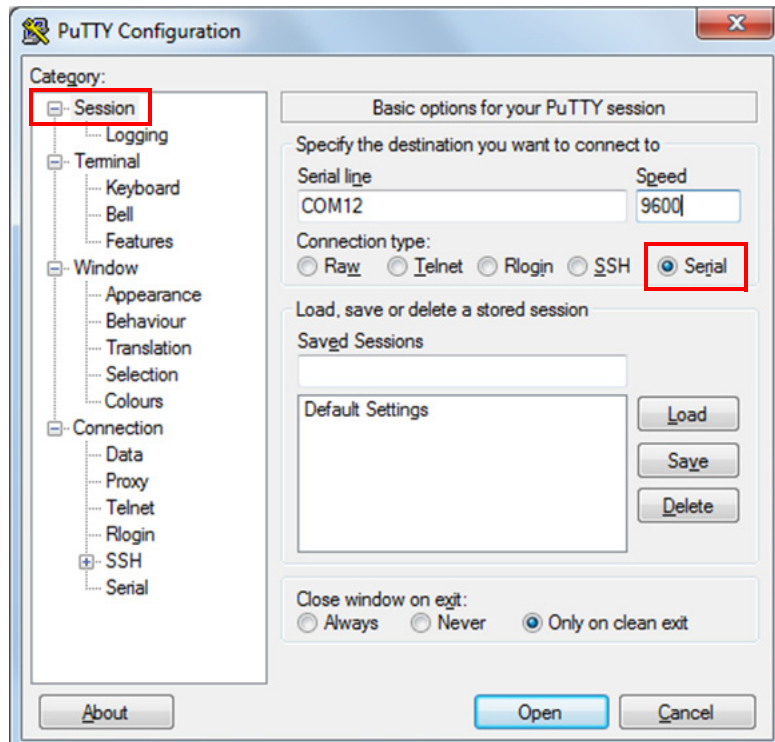 PuTTY Configuration
Category:
Session
Logging
Terminal
Keyboard
Bell
Features
Window
Appearance
Behaviour
Translation
Selection
Colours
Connection
Data
Proxy
Telnet
Rlogin
SSH
Serial
Basic options for your PuTTY session
Specify the destination you want to connect to
Serial line Speed
COM12 9600
Connection type:
Raw Telnet Rlogin SSH Serial
Load, save or delete a stored session
Saved Sessions
Default Settings
Load
Save
Delete
Close window on exit:
Always Never Only on clean exit
About Open Cancel